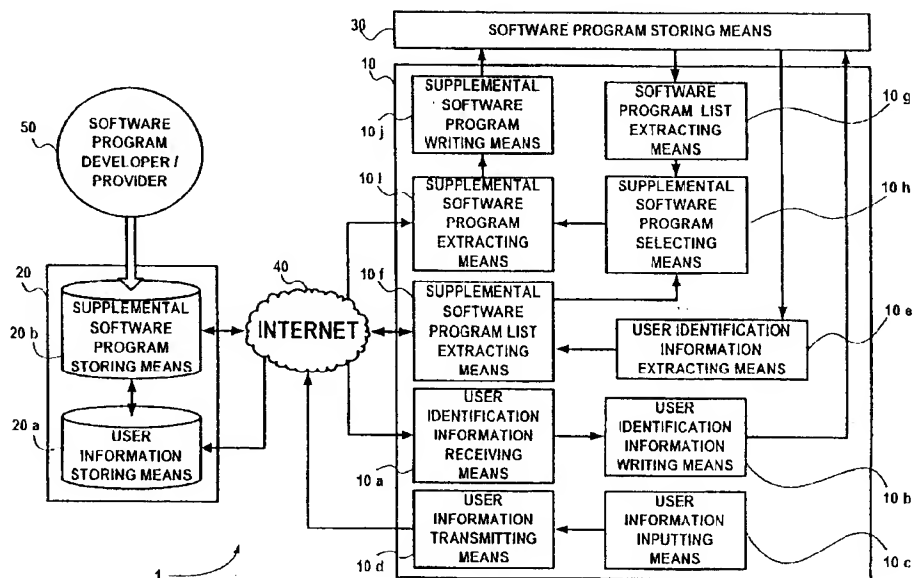 30
SOFTWARE PROGRAM STORING MEANS
50
SOFTWARE
PROGRAM
DEVELOPER /
PROVIDER
20
20 b
SUPPLEMENTAL
SOFTWARE
PROGRAM
STORING MEANS
20 a
USER
INFORMATION
STORING MEANS
40
INTERNET
10
10 j
SUPPLEMENTAL
SOFTWARE
PROGRAM
WRITING MEANS
SOFTWARE
PROGRAM LIST
EXTRACTING
MEANS
10 g
10 i
SUPPLEMENTAL
SOFTWARE
PROGRAM
EXTRACTING
MEANS
SUPPLEMENTAL
SOFTWARE
PROGRAM
SELECTING
MEANS
10 h
10 f
SUPPLEMENTAL
SOFTWARE
PROGRAM LIST
EXTRACTING
MEANS
USER IDENTIFICATION
INFORMATION
EXTRACTING MEANS
10 e
USER
IDENTIFICATION
INFORMATION
RECEIVING
MEANS
10 a
USER
IDENTIFICATION
INFORMATION
WRITING MEANS
10 b
USER
INFORMATION
TRANSMITTING
MEANS
10 d
USER
INFORMATION
INPUTTING
MEANS
10 c
1